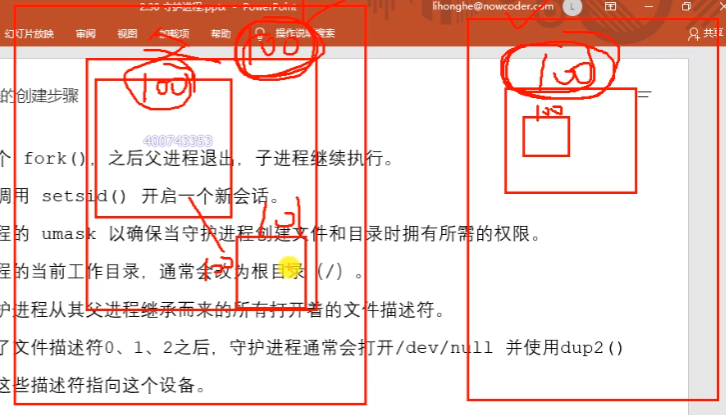 2.30 守护进程.pptx - PowerPoint
lihonghe@nowcoder.com L
幻灯片放映 审阅 视图 加载项 帮助 操作说明搜索 共享
的创建步骤
100
100
100
100
400743353
个 fork()，之后父进程退出，子进程继续执行。
调用 setsid() 开启一个新会话。
程的 umask 以确保当守护进程创建文件和目录时拥有所需的权限。
程的当前工作目录，通常会改为根目录（/）。
护进程从其父进程继承而来的所有打开着的文件描述符。
了文件描述符0、1、2之后，守护进程通常会打开/dev/null 并使用dup2()
这些描述符指向这个设备。